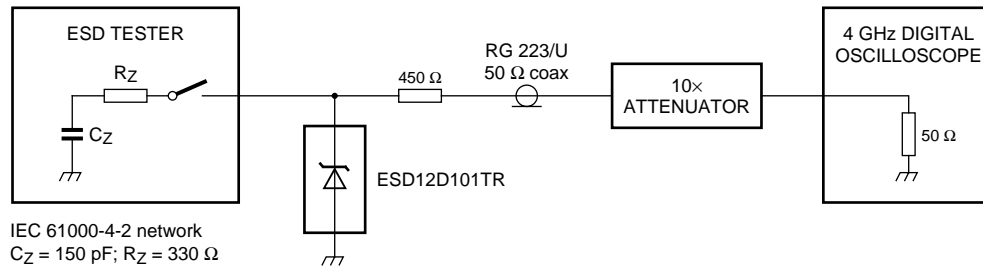 ESD TESTER
RZ
CZ
450 Ω
RG 223/U
50 Ω coax
10×
ATTENUATOR
4 GHz DIGITAL
OSCILLOSCOPE
50 Ω
ESD12D101TR
IEC 61000-4-2 network
CZ = 150 pF; RZ = 330 Ω